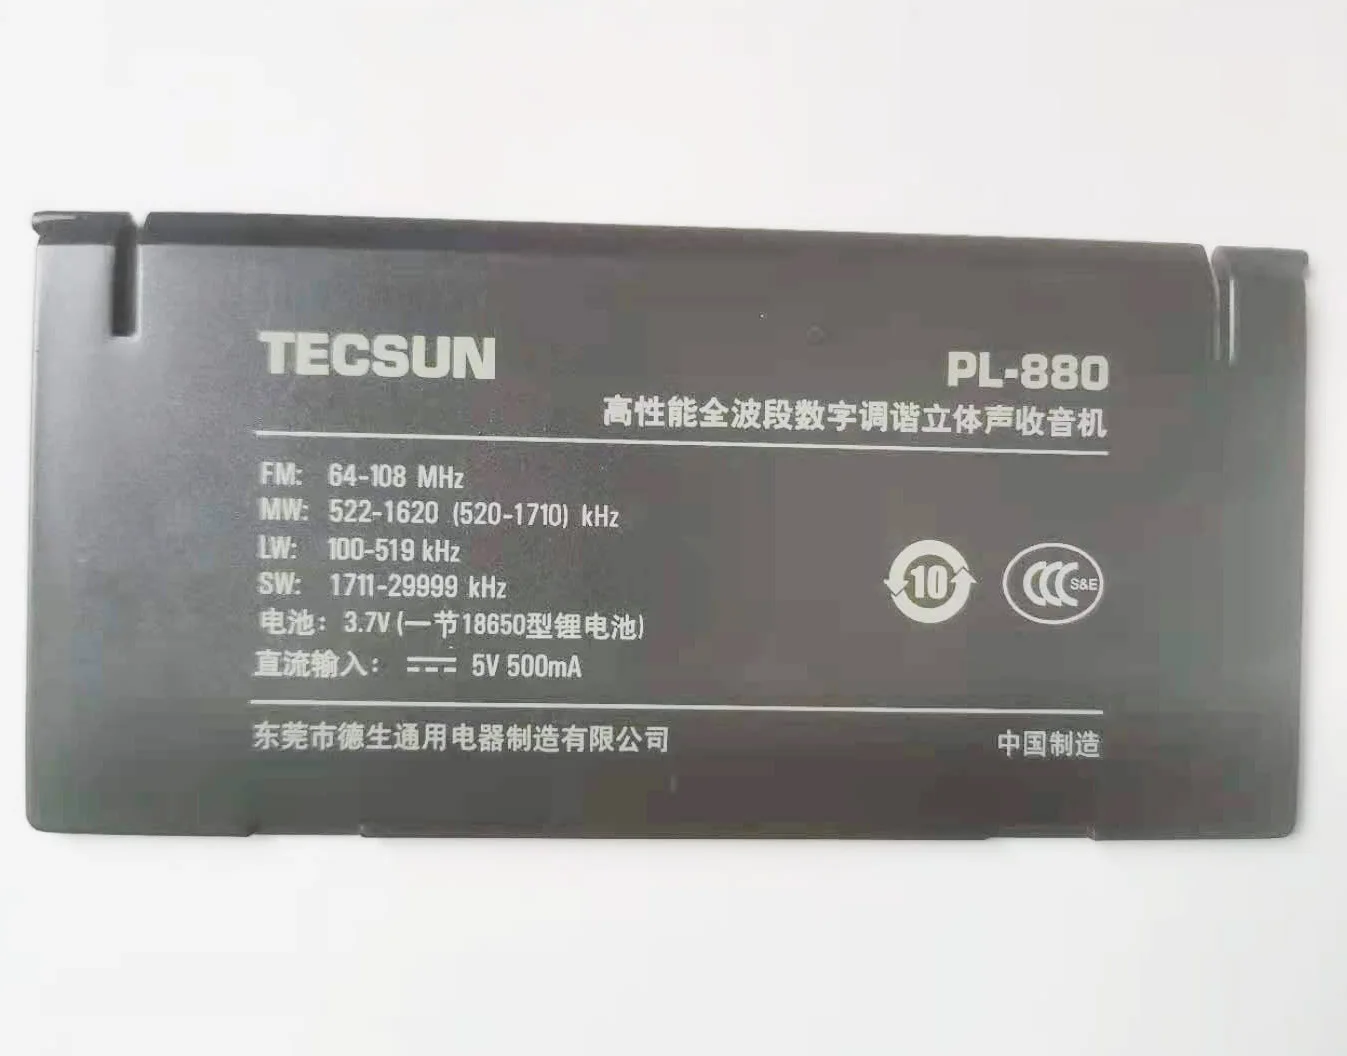 TECSUN
PL-880
高性能全波段数字调谐立体声收音机
FM: 64-108 MHz
MW: 522-1620 (520-1710) kHz
LW: 100-519 kHz
SW: 1711-29999 kHz
电池: 3.7V (一节18650型锂电池)
直流输入: 5V 500mA
10
CCC S&E
东莞市德生通用电器制造有限公司
中国制造